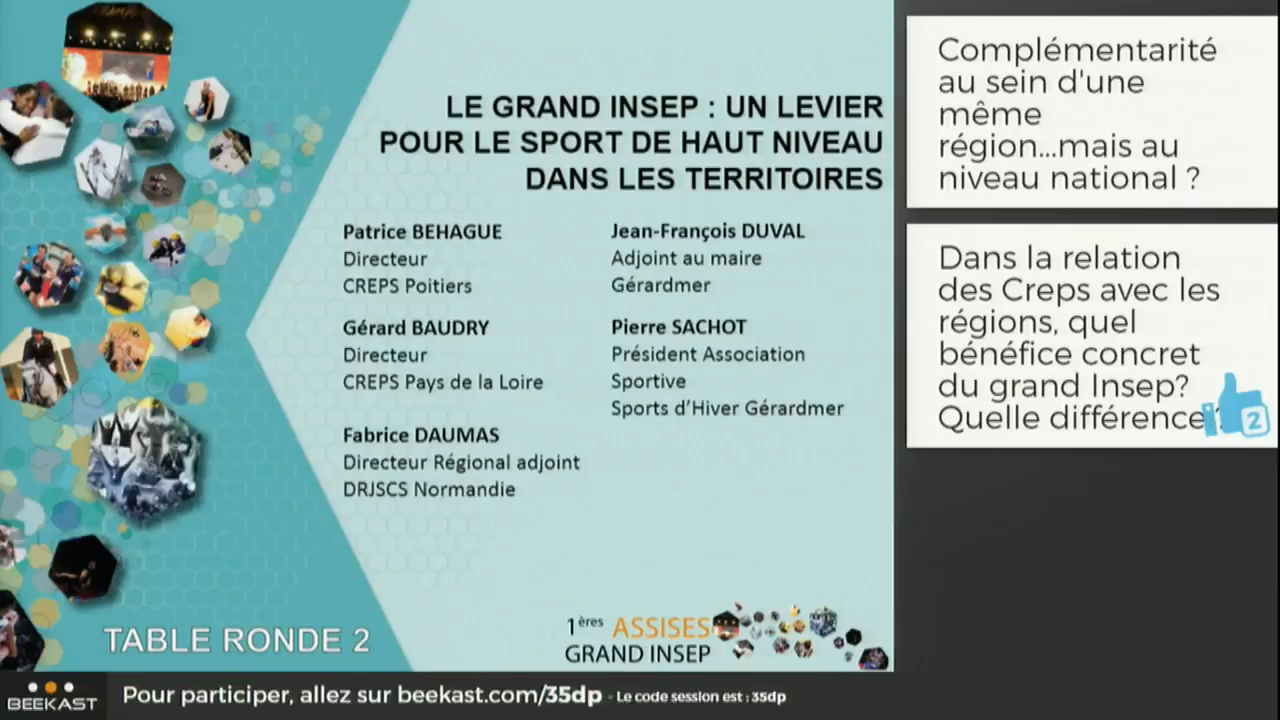 LE GRAND INSEP : UN LEVIER
POUR LE SPORT DE HAUT NIVEAU
DANS LES TERRITOIRES
Patrice BEHAGUE
Directeur
CREPS Poitiers
Gérard BAUDRY
Directeur
CREPS Pays de la Loire
Fabrice DAUMAS
Directeur Régional adjoint
DRJSCS Normandie
Jean-François DUVAL
Adjoint au maire
Gérardmer
Pierre SACHOT
Président Association
Sportive
Sports d'Hiver Gérardmer
TABLE RONDE 2
1ères ASSISES
GRAND INSEP
Complémentarité
au sein d'une
même
région...mais au
niveau national ?
Dans la relation
des Creps avec les
régions, quel
bénéfice concret
du grand Insep?
Quelle différence ?
2
BEEKAST
Pour participer, allez sur beekast.com/35dp - Le code session est : 35dp